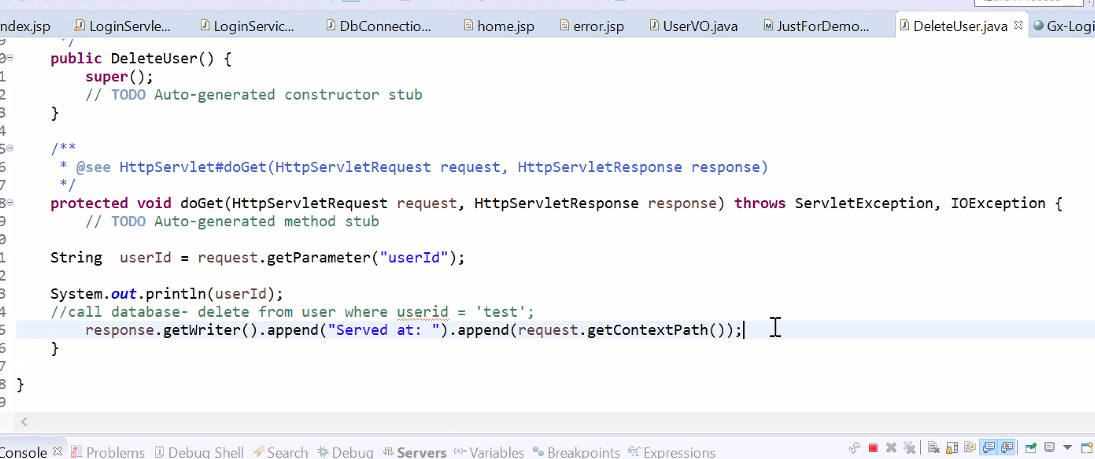 ndex.jsp LoginServle... LoginServic... DbConnectio... home.jsp error.jsp UserVO.java JustForDemo... DeleteUser.java Gx-Logi
public DeleteUser() {
super();
// TODO Auto-generated constructor stub
}
/**
* @see HttpServlet#doGet(HttpServletRequest request, HttpServletResponse response)
*/
protected void doGet(HttpServletRequest request, HttpServletResponse response) throws ServletException, IOException {
// TODO Auto-generated method stub
String userId = request.getParameter("userId");
System.out.println(userId);
//call database- delete from user where userid = 'test';
response.getWriter().append("Served at: ").append(request.getContextPath());
}
}
Console Problems Debug Shell Search Debug Servers Variables Breakpoints Expressions